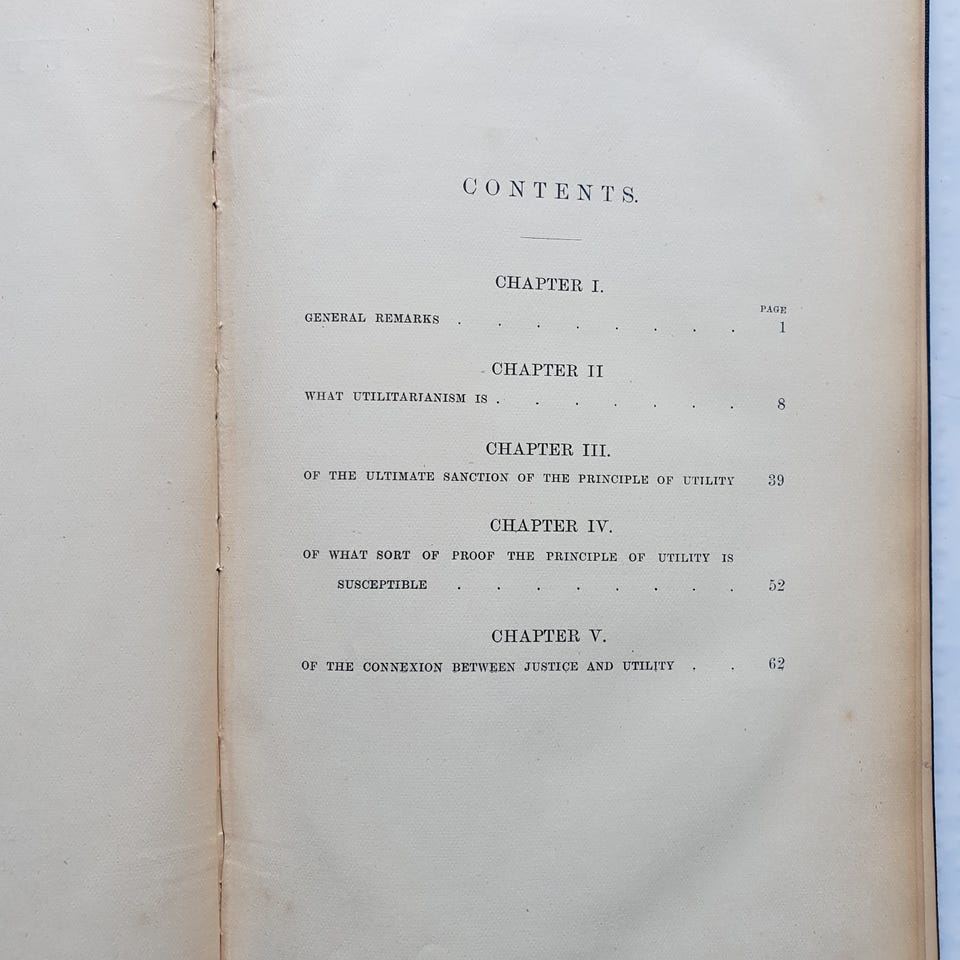 CONTENTS.
CHAPTER I.
PAGE
GENERAL REMARKS . . . . . . . . 1
CHAPTER II
WHAT UTILITARIANISM IS . . . . . . . 8
CHAPTER III.
OF THE ULTIMATE SANCTION OF THE PRINCIPLE OF UTILITY 39
CHAPTER IV.
OF WHAT SORT OF PROOF THE PRINCIPLE OF UTILITY IS
SUSCEPTIBLE . . . . . . . . 52
CHAPTER V.
OF THE CONNEXION BETWEEN JUSTICE AND UTILITY . . 62